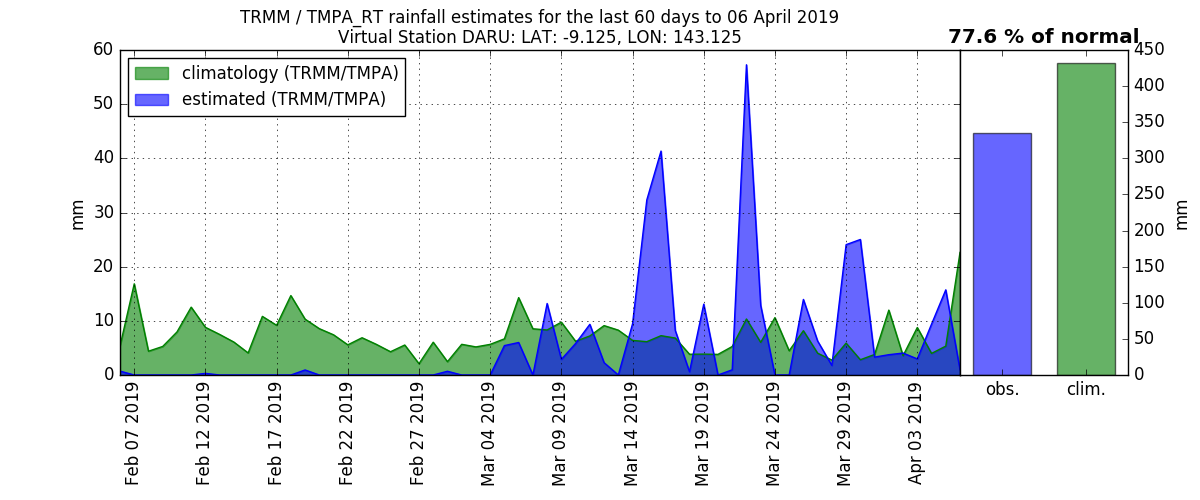 TRMM / TMPA_RT rainfall estimates for the last 60 days to 06 April 2019
Virtual Station DARU: LAT: -9.125, LON: 143.125
77.6 % of normal
climatology (TRMM/TMPA)
estimated (TRMM/TMPA)
60
50
40
30
20
10
0
mm
Feb 07 2019
Feb 12 2019
Feb 17 2019
Feb 22 2019
Feb 27 2019
Mar 04 2019
Mar 09 2019
Mar 14 2019
Mar 19 2019
Mar 24 2019
Mar 29 2019
Apr 03 2019
obs.
clim.
450
400
350
300
250
200
150
100
50
0
mm